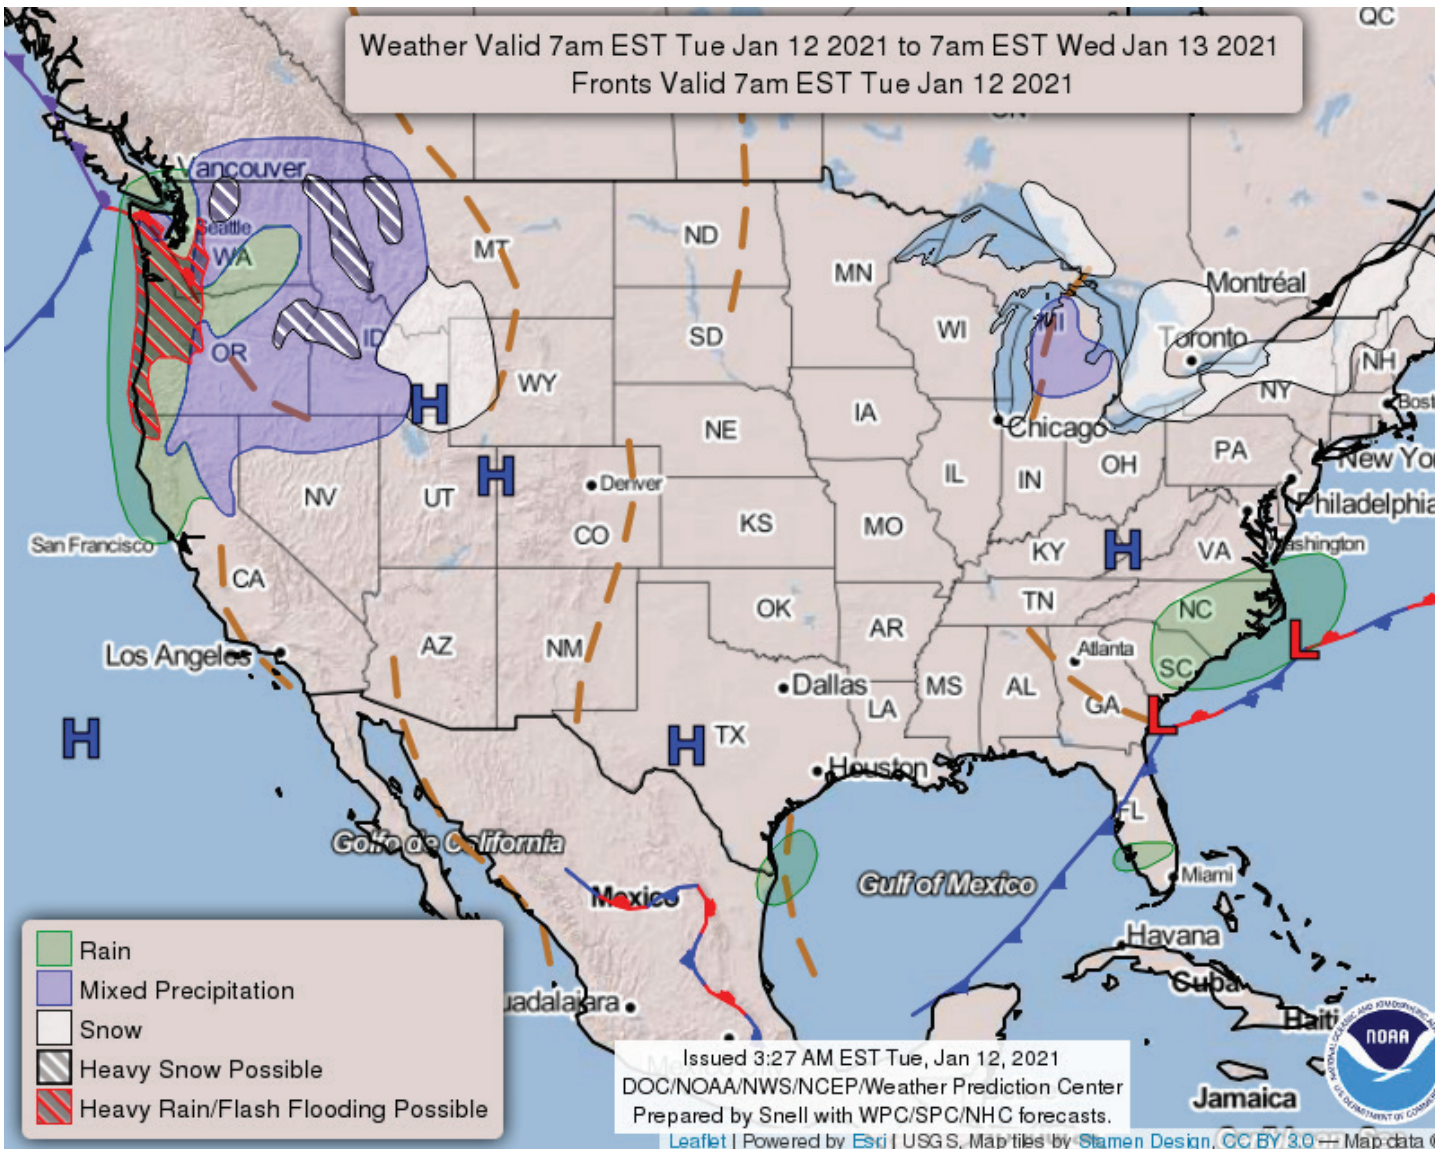 Weather Valid 7am EST Tue Jan 12 2021 to 7am EST Wed Jan 13 2021
Fronts Valid 7am EST Tue Jan 12 2021
QC
Vancouver
Seattle
WA
MT
ND
MN
Montréal
OR
ID
SD
WI
MI
Toronto
NH
WY
NY
Bost
H
IA
NE
Chicago
New Yo
H
PA
OH
IL
IN
NV
UT
Denver
Philadelphia
CO
KS
MO
San Francisco
KY
H
VA
ashington
CA
TN
OK
NC
AR
Los Angeles
AZ
NM
Atlanta
L
SC
Dallas
MS
AL
LA
GA
L
H
H
TX
Houston
FL
Golfo de California
Gulf of Mexico
Miami
Mexico
Havana
Cuba
uadalajara
Haiti
Jamaica
Rain
Mixed Precipitation
Snow
Heavy Snow Possible
Heavy Rain/Flash Flooding Possible
Issued 3:27 AM EST Tue, Jan 12, 2021
DOC/NOAA/NWS/NCEP/Weather Prediction Center
Prepared by Snell with WPC/SPC/NHC forecasts.
NOAA
Leaflet | Powered by Esri | USGS, Map tiles by Stamen Design, CC BY 3.0 — Map data ©